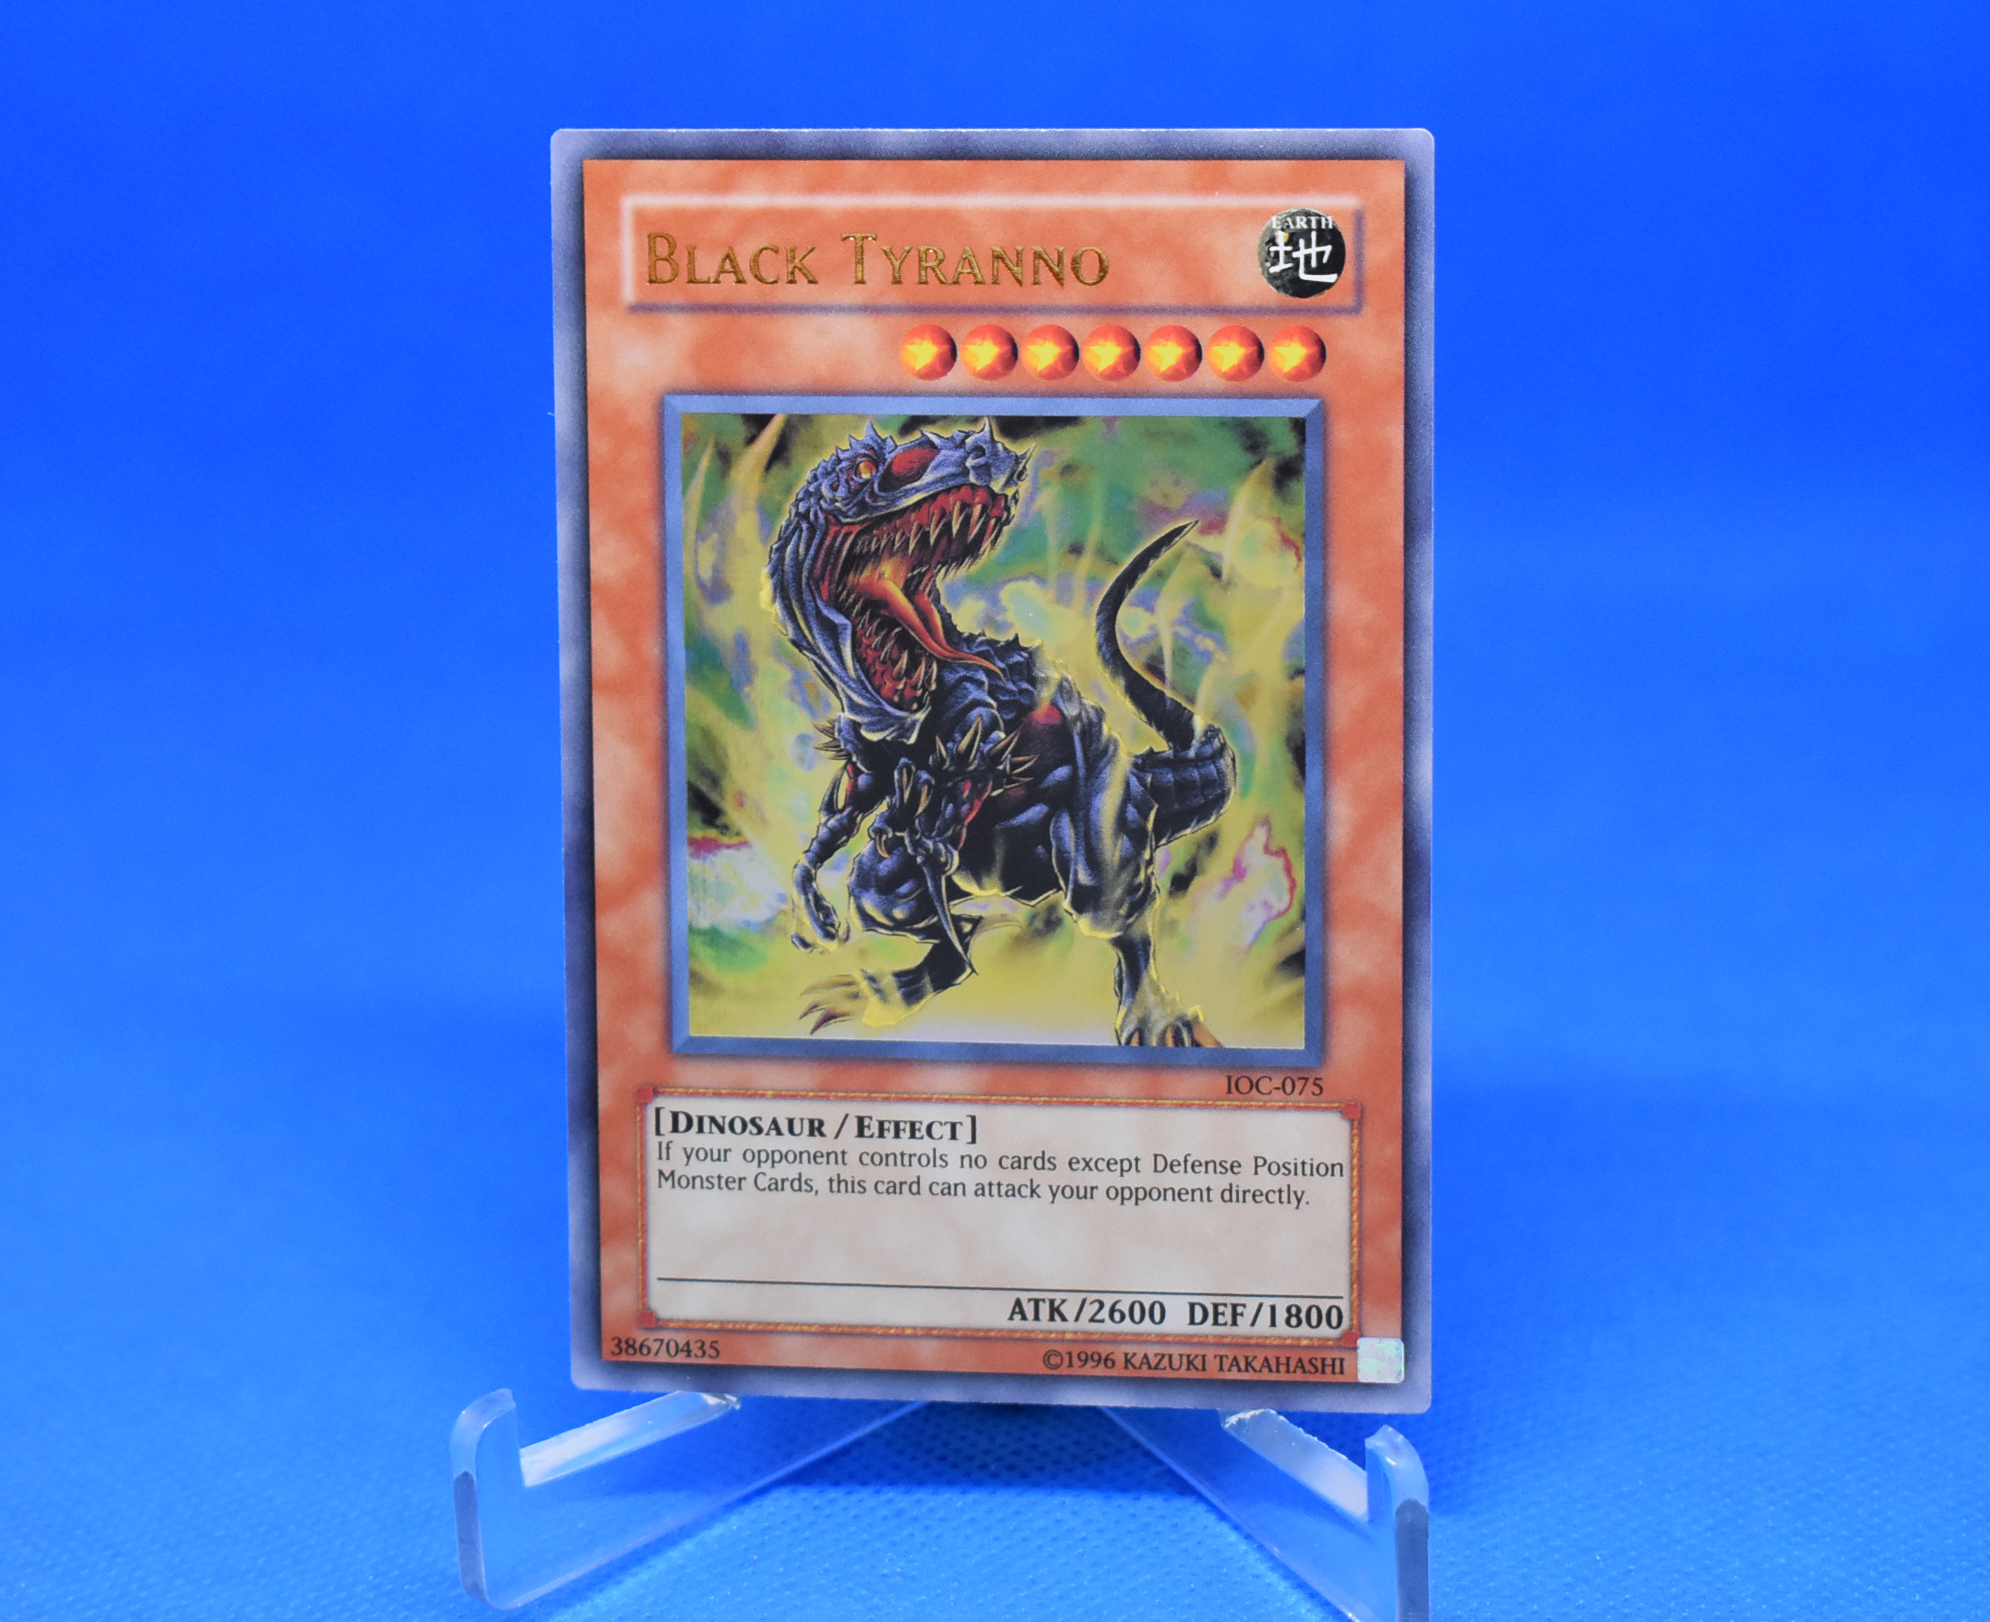 BLACK TYRANNO
EARTH
地
IOC-075
[DINOSAUR/EFFECT]
If your opponent controls no cards except Defense Position
Monster Cards, this card can attack your opponent directly.
ATK/2600 DEF/1800
38670435
©1996 KAZUKI TAKAHASHI